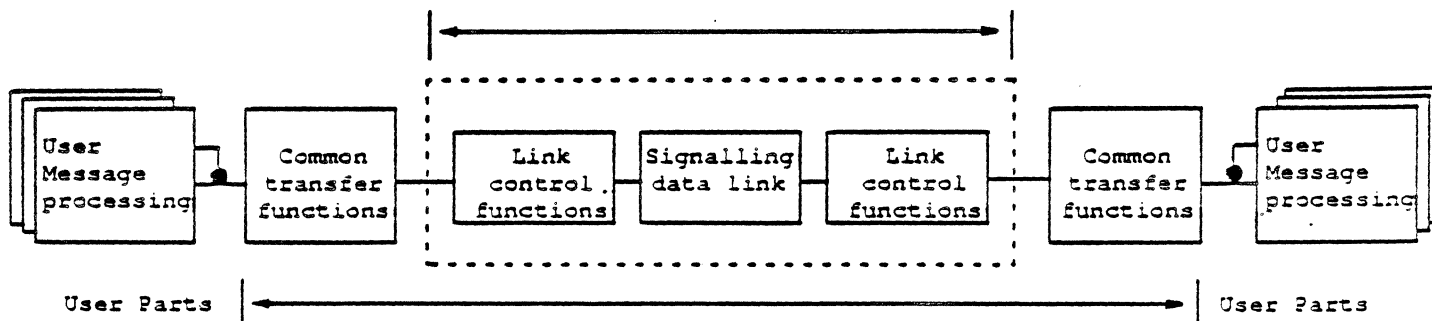 User
Message
processing
Common
transfer
functions
Link
control
functions
Signalling
data link
Link
control
functions
Common
transfer
functions
User
Message
processing
User Parts
User Parts